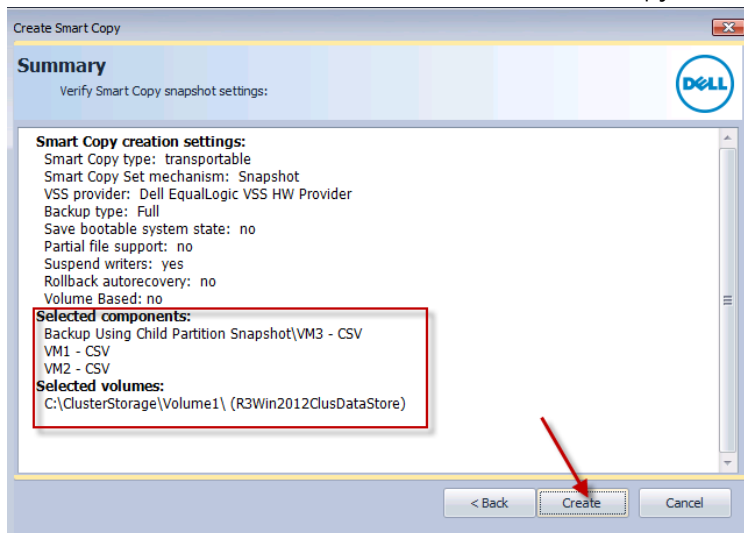 Create Smart Copy
Summary
Verify Smart Copy snapshot settings:
DELL
Smart Copy creation settings:
Smart Copy type: transportable
Smart Copy Set mechanism: Snapshot
VSS provider: Dell EqualLogic VSS HW Provider
Backup type: Full
Save bootable system state: no
Partial file support: no
Suspend writers: yes
Rollback autorecovery: no
Volume Based: no
Selected components:
Backup Using Child Partition Snapshot\VM3 - CSV
VM1 - CSV
VM2 - CSV
Selected volumes:
C:\ClusterStorage\Volume1\ (R3Win2012ClusDataStore)
< Back Create Cancel